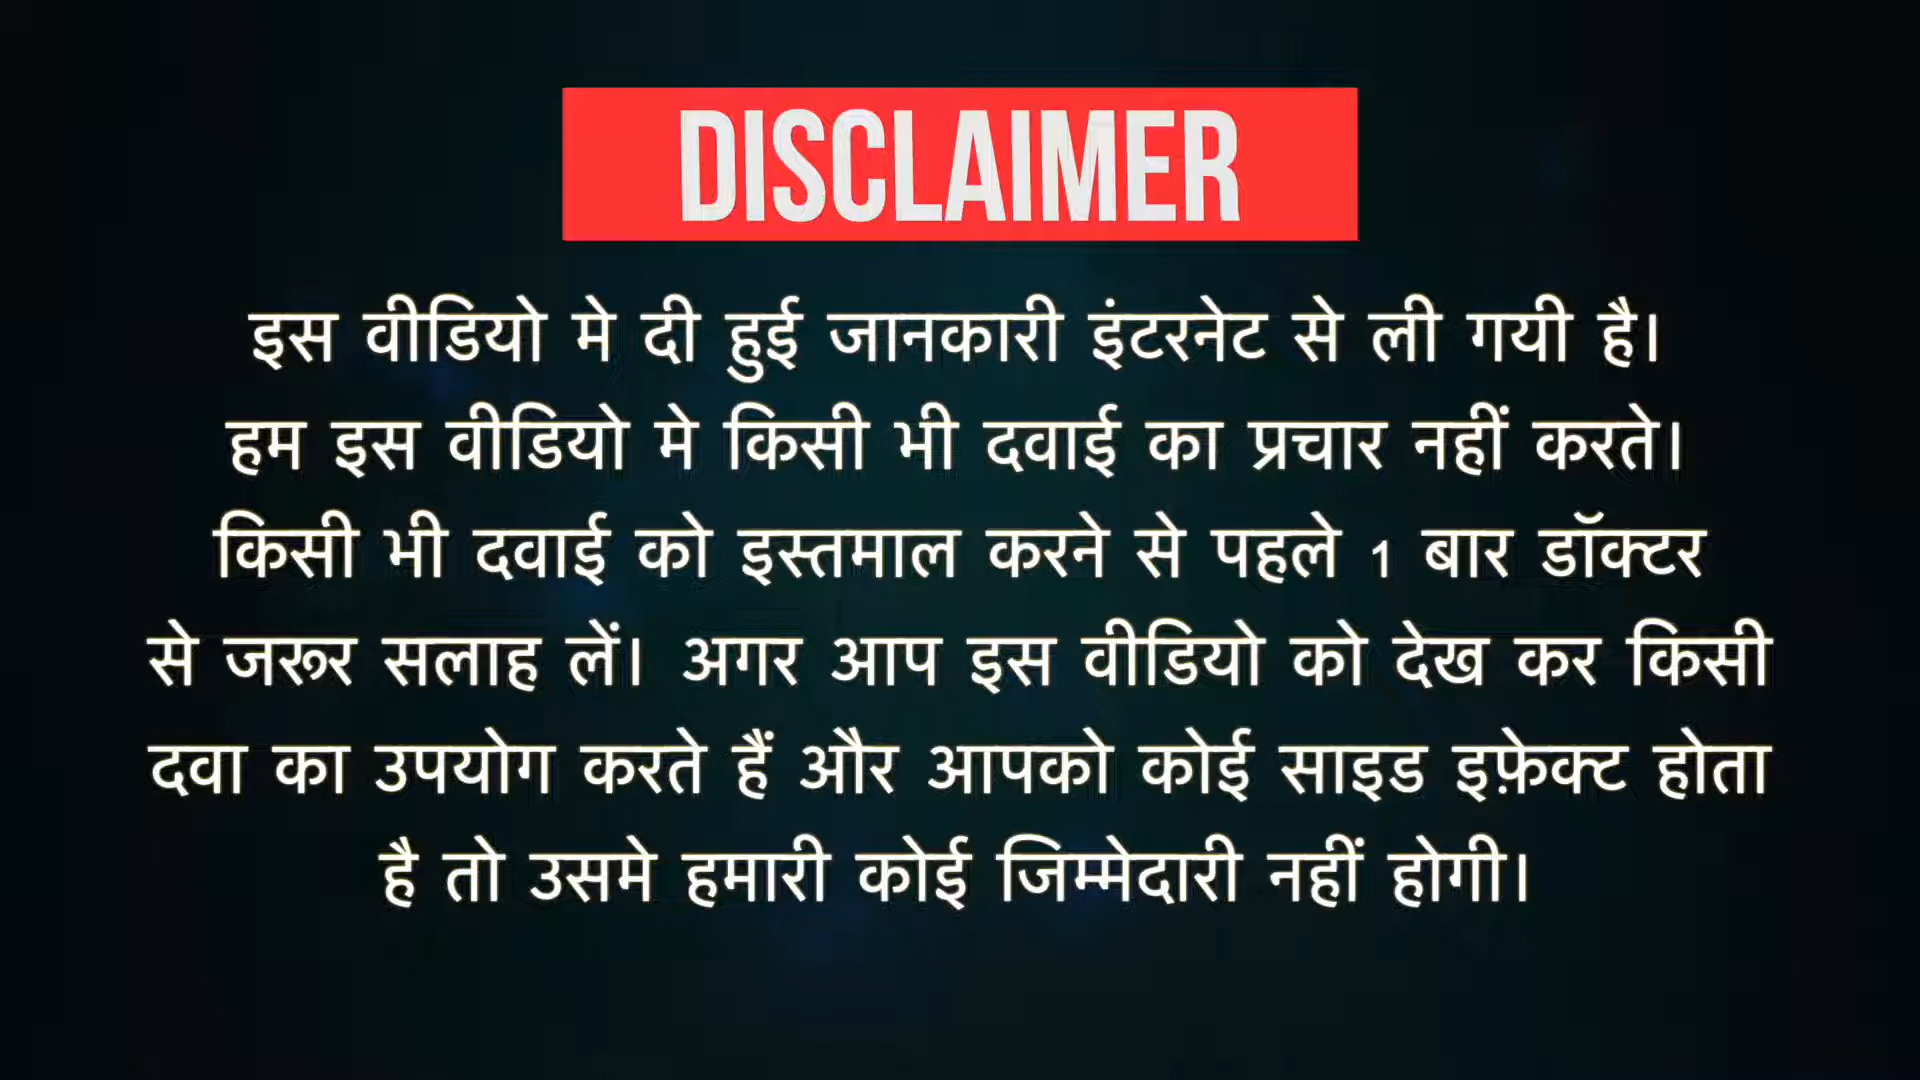 DISCLAIMER
इस वीडियो मे दी हुई जानकारी इंटरनेट से ली गयी है।
हम इस वीडियो मे किसी भी दवाई का प्रचार नहीं करते।
किसी भी दवाई को इस्तमाल करने से पहले 1 बार डॉक्टर
से जरूर सलाह लें। अगर आप इस वीडियो को देख कर किसी
दवा का उपयोग करते हैं और आपको कोई साइड इफ़ेक्ट होता
है तो उसमे हमारी कोई जिम्मेदारी नहीं होगी।